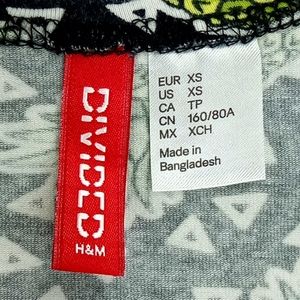 DIVIDED
H&M
EUR XS
US XS
CA TP
CN 160/80A
MX XCH
Made in
Bangladesh